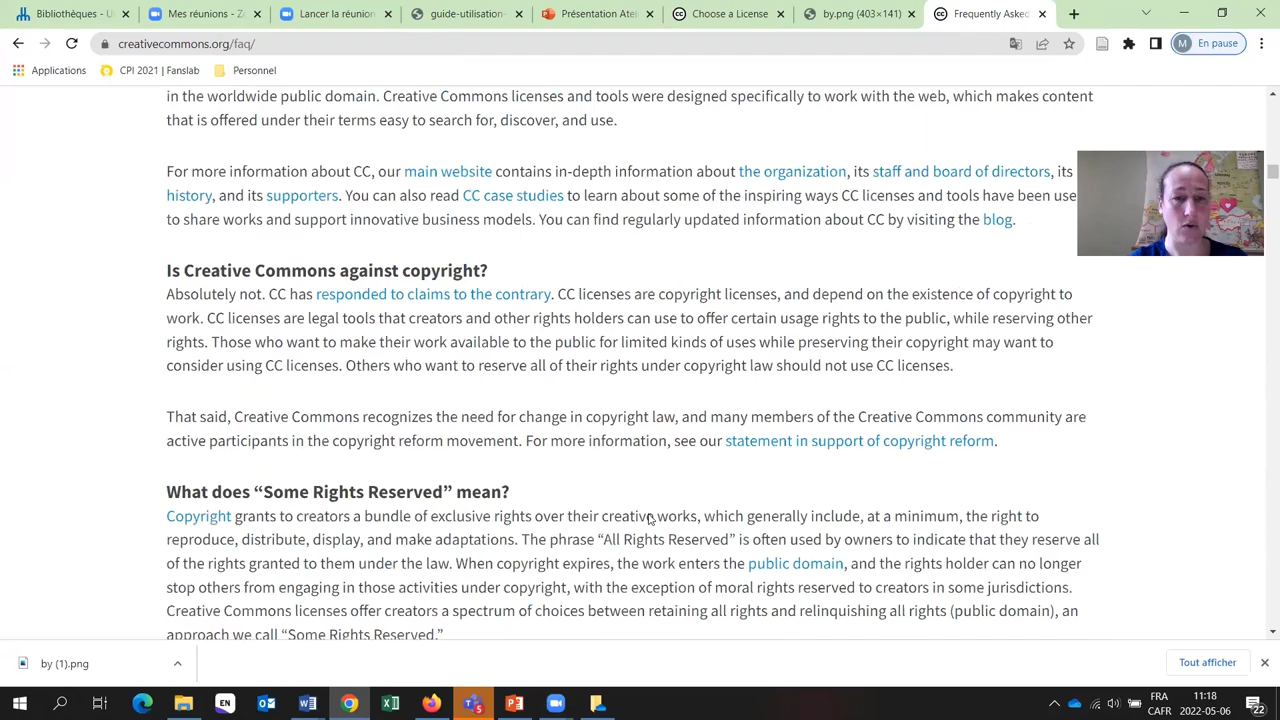 Bibliothèques - U
Mes réunions - Z
Lancer la réunion
guide-utilisation-
Présentation Ate
Choose a License
by.png (403×141)
Frequently Asked
creativecommons.org/faq/
M En pause
Applications
CPI 2021 | Fanslab
Personnel
in the worldwide public domain. Creative Commons licenses and tools were designed specifically to work with the web, which makes content
that is offered under their terms easy to search for, discover, and use.
For more information about CC, our main website contains in-depth information about the organization, its staff and board of directors, its
history, and its supporters. You can also read CC case studies to learn about some of the inspiring ways CC licenses and tools have been use
to share works and support innovative business models. You can find regularly updated information about CC by visiting the blog.
Is Creative Commons against copyright?
Absolutely not. CC has responded to claims to the contrary. CC licenses are copyright licenses, and depend on the existence of copyright to
work. CC licenses are legal tools that creators and other rights holders can use to offer certain usage rights to the public, while reserving other
rights. Those who want to make their work available to the public for limited kinds of uses while preserving their copyright may want to
consider using CC licenses. Others who want to reserve all of their rights under copyright law should not use CC licenses.
That said, Creative Commons recognizes the need for change in copyright law, and many members of the Creative Commons community are
active participants in the copyright reform movement. For more information, see our statement in support of copyright reform.
What does “Some Rights Reserved” mean?
Copyright grants to creators a bundle of exclusive rights over their creative works, which generally include, at a minimum, the right to
reproduce, distribute, display, and make adaptations. The phrase “All Rights Reserved” is often used by owners to indicate that they reserve all
of the rights granted to them under the law. When copyright expires, the work enters the public domain, and the rights holder can no longer
stop others from engaging in those activities under copyright, with the exception of moral rights reserved to creators in some jurisdictions.
Creative Commons licenses offer creators a spectrum of choices between retaining all rights and relinquishing all rights (public domain), an
approach we call “Some Rights Reserved.”
by (1).png
Tout afficher
EN
FRA
CAFR
11:18
2022-05-06
22